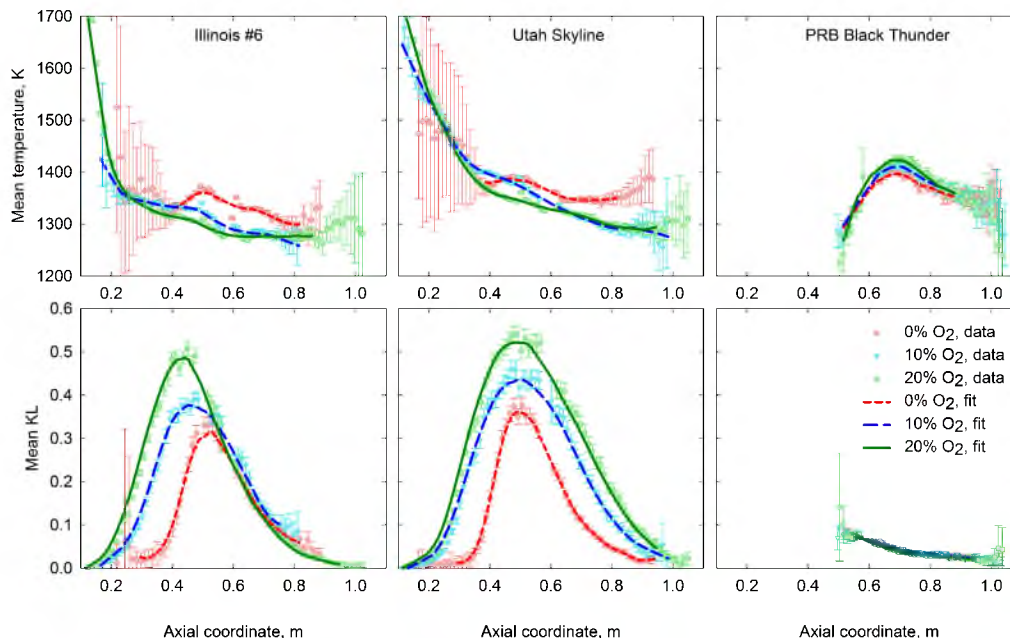 Illinois #6
Utah Skyline
PRB Black Thunder
Mean temperature, K
1700
1600
1500
1400
1300
1200
0.2 0.4 0.6 0.8 1.0
0.2 0.4 0.6 0.8 1.0
0.2 0.4 0.6 0.8 1.0
Mean KL
0.6
0.5
0.4
0.3
0.2
0.1
0.0
0% O2, data
10% O2, data
20% O2, data
0% O2, fit
10% O2, fit
20% O2, fit
0.2 0.4 0.6 0.8 1.0
0.2 0.4 0.6 0.8 1.0
0.2 0.4 0.6 0.8 1.0
Axial coordinate, m
Axial coordinate, m
Axial coordinate, m